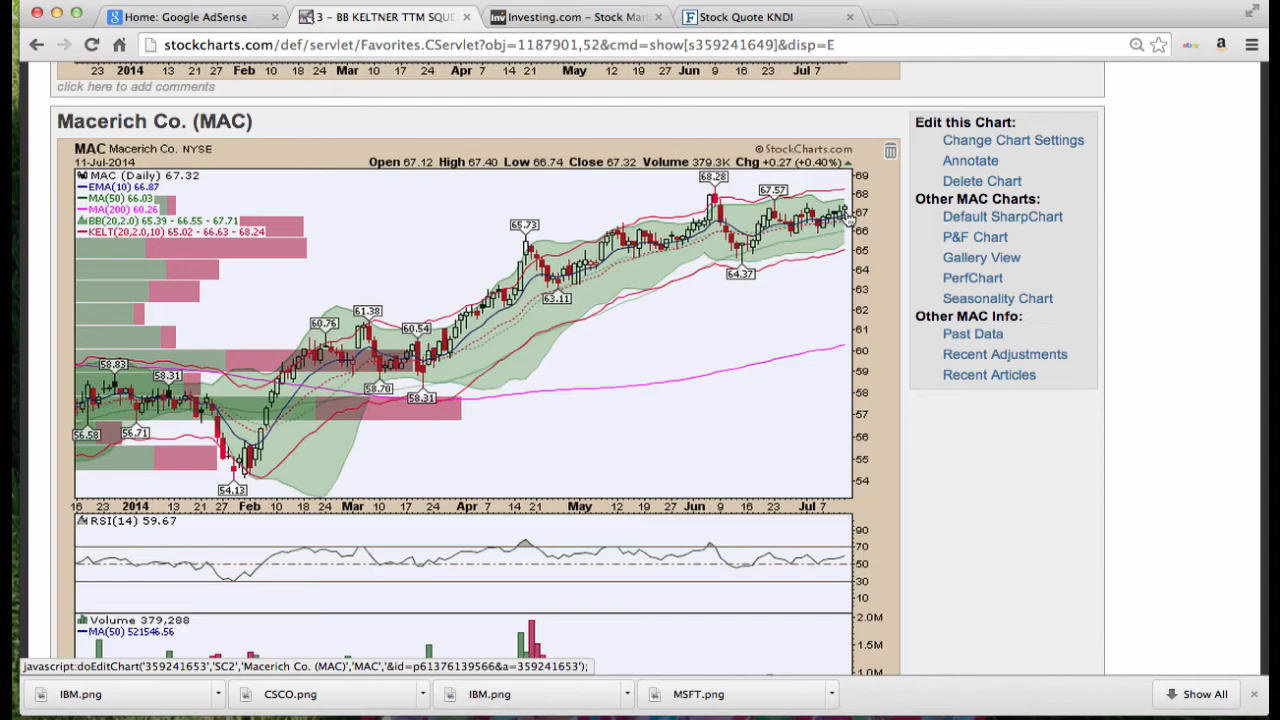 Home: Google AdSense
3 – BB KELTNER TTM SQUE
Investing.com - Stock Mar
Stock Quote KNDI
stockcharts.com/def/servlet/Favorites.CServlet?obj=1187901,52&cmd=show[s359241649]&disp=E
23 2014 13 21 27 Feb 10 18 24 Mar 10 17 24 Apr 7 14 21 May 12 19 27 Jun 9 16 23 Jul 7
click here to add comments
Macerich Co. (MAC)
MAC Macerich Co. NYSE
© StockCharts.com
11-Jul-2014
Open 67.12 High 67.40 Low 66.74 Close 67.32 Volume 379.3K Chg +0.27 (+0.40%)
MAC (Daily) 67.32
EMA(10) 66.87
MA(50) 66.03
MA(200) 60.26
BB(20,2.0) 65.39 - 66.55 - 67.71
KELT(20,2.0,10) 65.02 - 66.63 - 68.24
68.28
67.57
65.73
64.37
63.11
61.38
60.76
60.54
58.83
58.31
58.70
58.31
56.58
56.71
54.13
69
68
67
66
65
64
63
62
61
60
59
58
57
56
55
54
16 23 2014 13 21 27 Feb 10 18 24 Mar 10 17 24 Apr 7 14 21 May 12 19 27 Jun 9 16 23 Jul 7
RSI(14) 59.67
90
70
50
30
10
Volume 379,288
MA(50) 521546.56
2.0M
1.5M
1.0M
Edit this Chart:
Change Chart Settings
Annotate
Delete Chart
Other MAC Charts:
Default SharpChart
P&F Chart
Gallery View
PerfChart
Seasonality Chart
Other MAC Info:
Past Data
Recent Adjustments
Recent Articles
javascript:doEditChart('359241653','SC2','Macerich Co. (MAC)','MAC','&id=p61376139566&a=359241653');
IBM.png
CSCO.png
IBM.png
MSFT.png
Show All